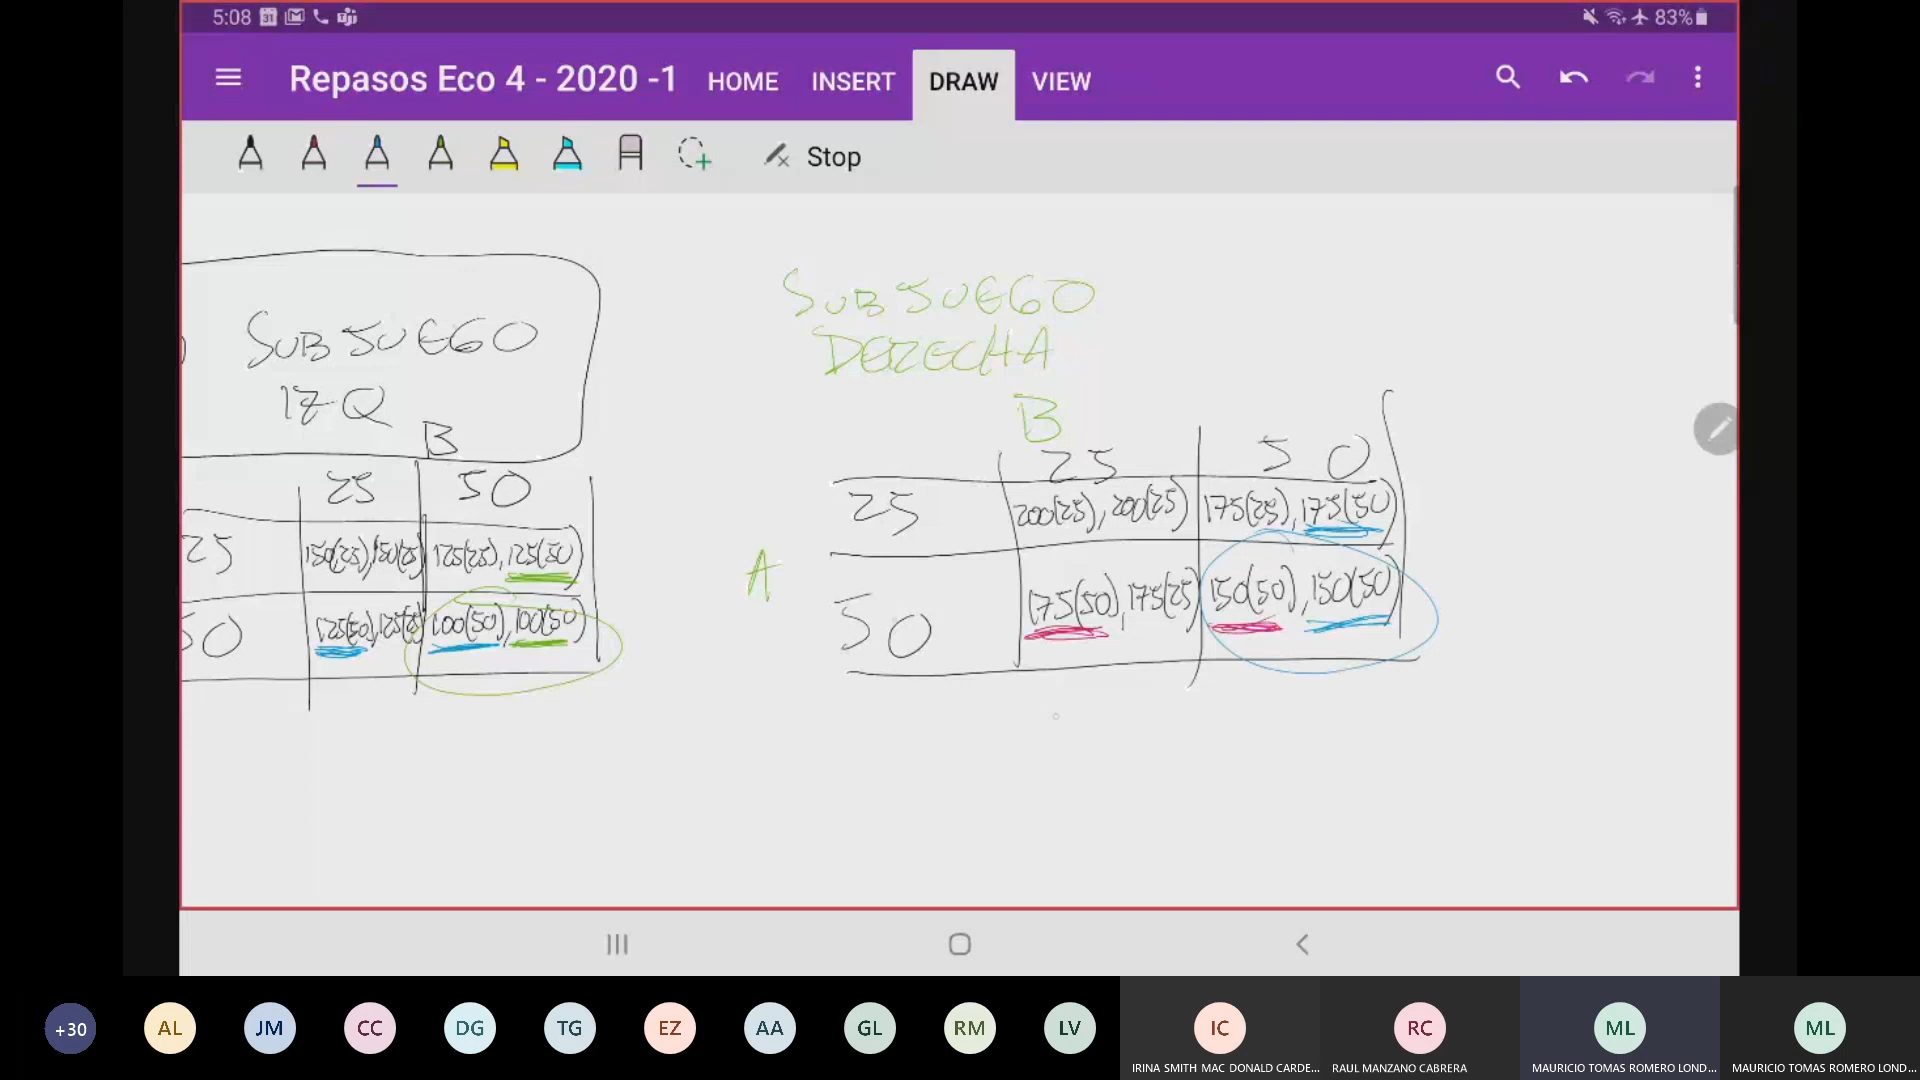 5:08
83%
Repasos Eco 4 - 2020 -1 HOME INSERT DRAW VIEW
Stop
SUBJUEGO
IZQ
B
25 50
25 150(25), 150(25) 125(25), 125(50)
50 125(50), 125(25 100(50), 100(50)
SUBJUEGO
DERECHA
B
25 50
25 200(25), 200(25) 175(25), 175(50)
A
50 175(50), 175(25) 150(50), 150(50)
+30 AL JM CC DG TG EZ AA GL RM LV IC RC ML ML
IRINA SMITH MAC DONALD CARDE... RAUL MANZANO CABRERA MAURICIO TOMAS ROMERO LOND... MAURICIO TOMAS ROMERO LOND...